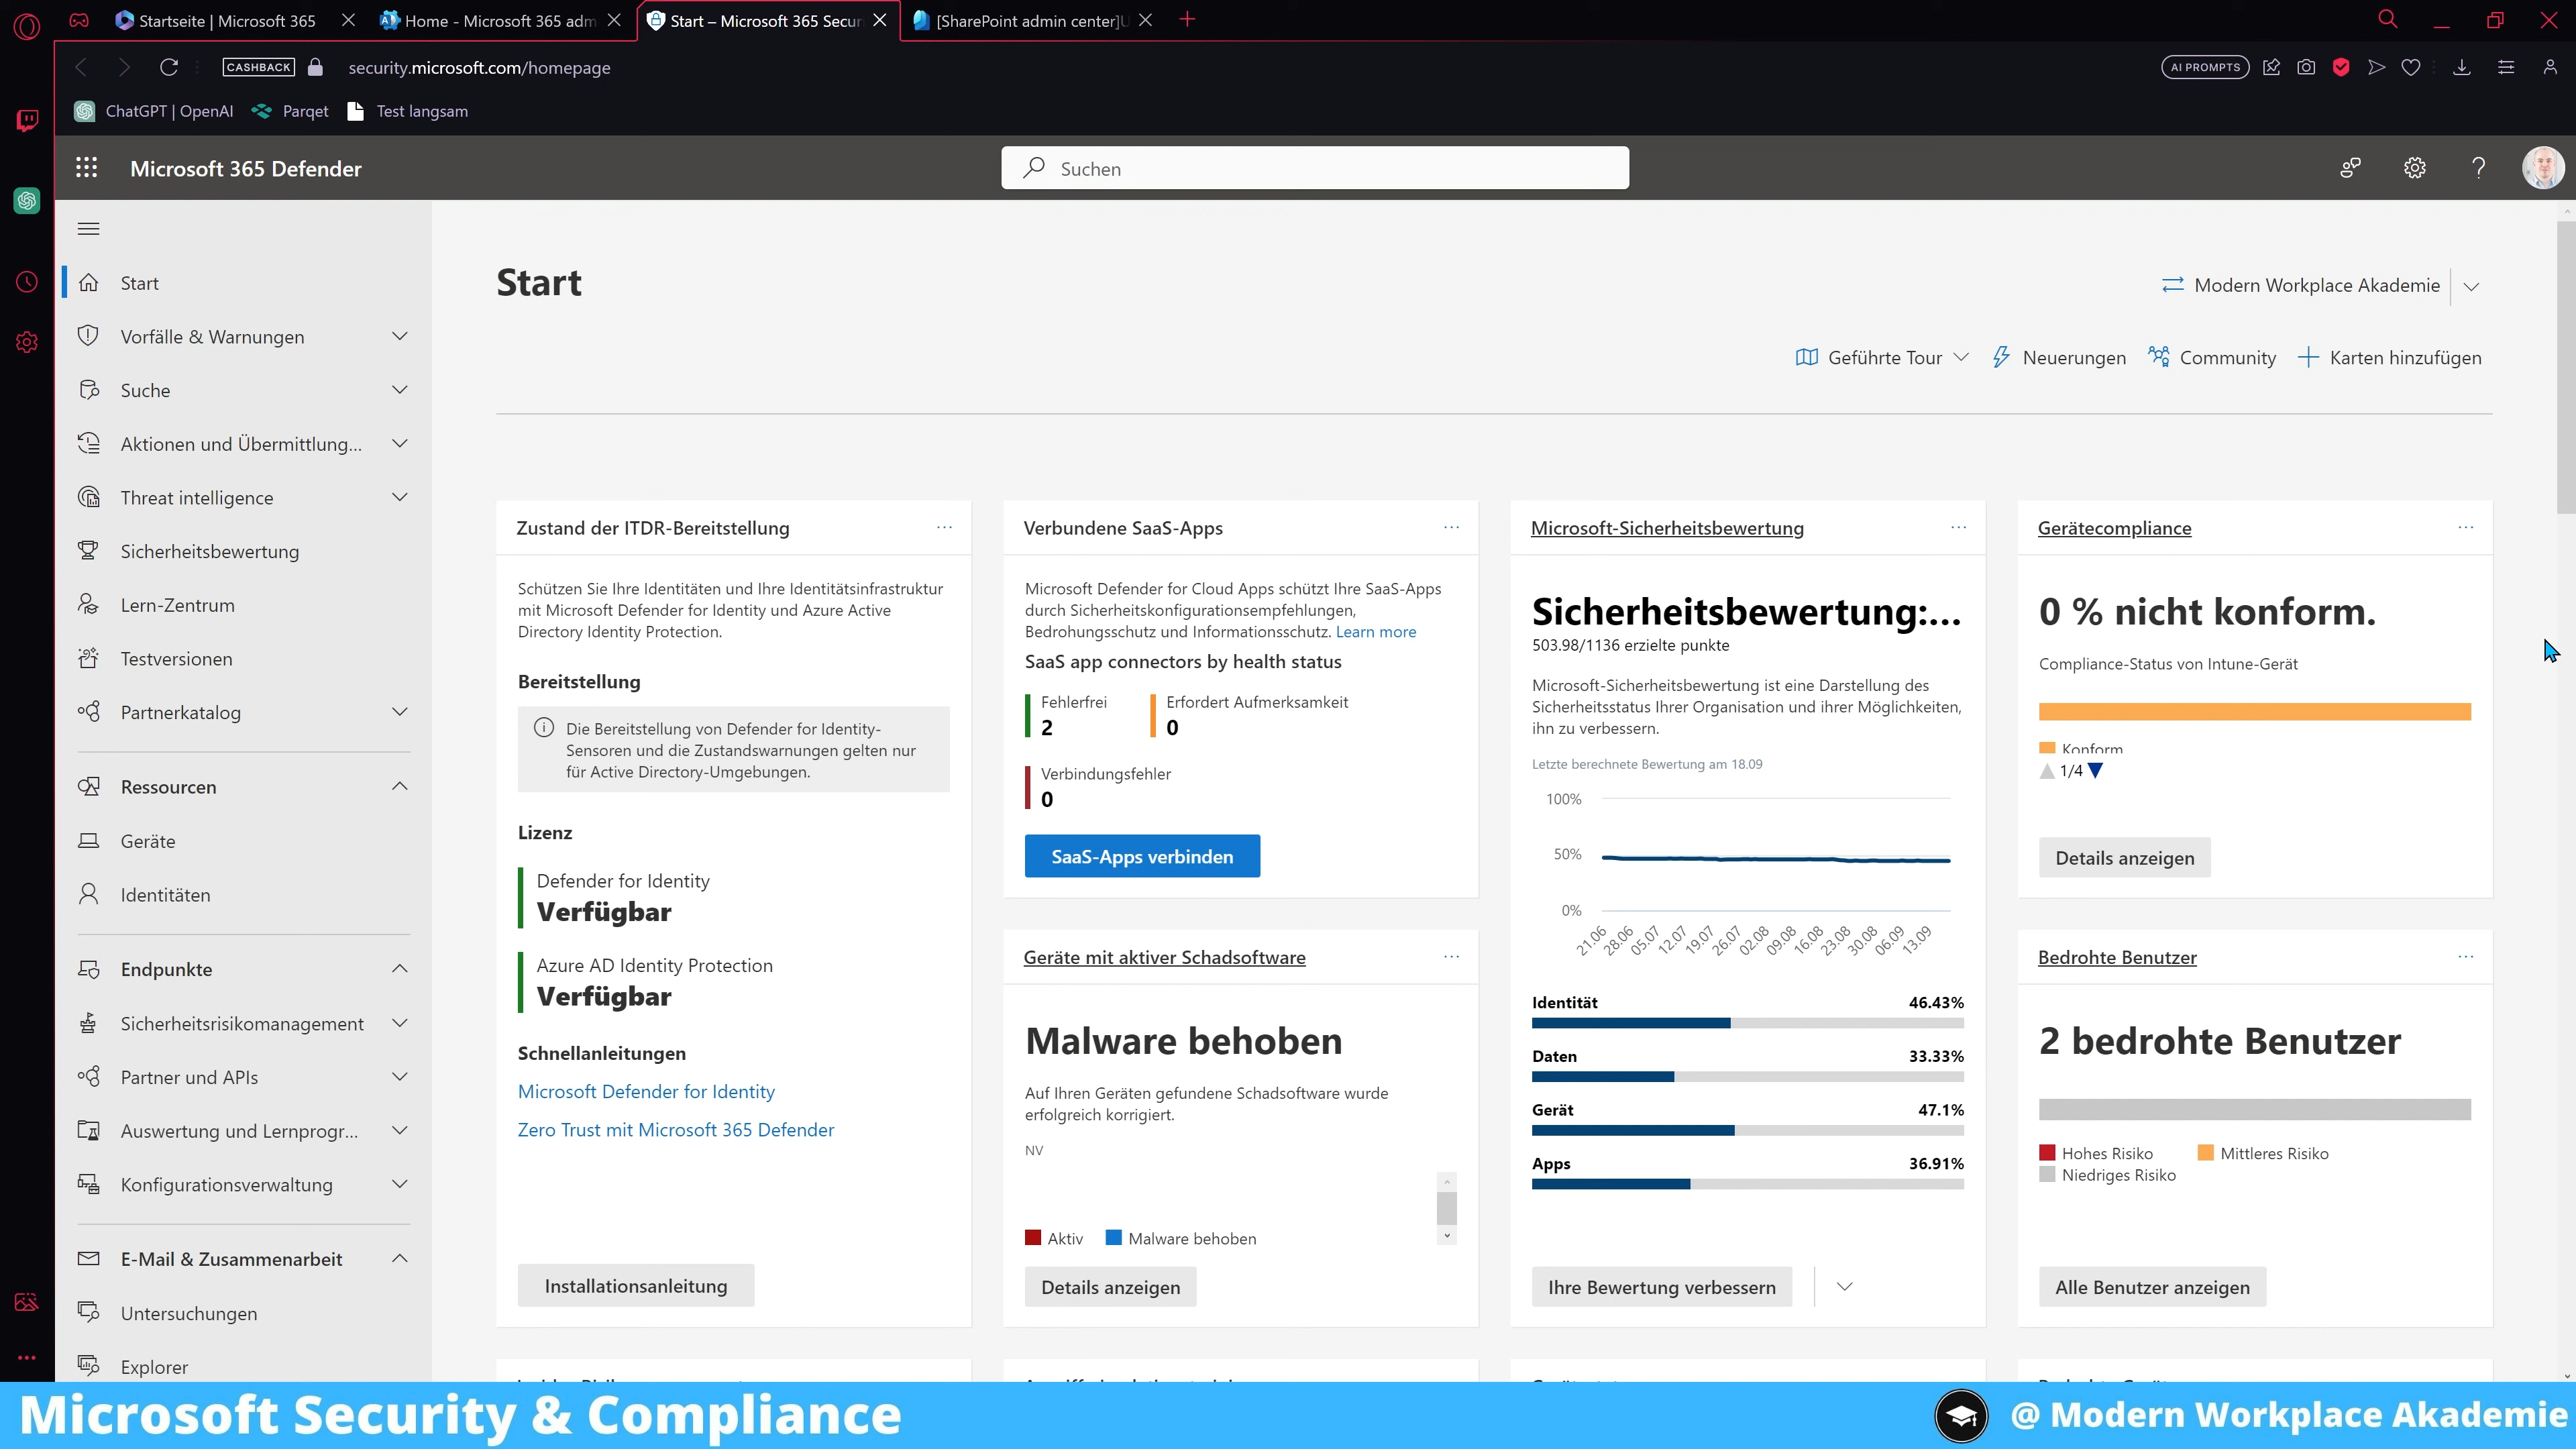 Startseite | Microsoft 365
Home - Microsoft 365 adm
Start – Microsoft 365 Secur
[SharePoint admin center]U
CASHBACK
security.microsoft.com/homepage
AI PROMPTS
ChatGPT | OpenAI
Parqet
Test langsam
Microsoft 365 Defender
Suchen
Start
Vorfälle & Warnungen
Suche
Aktionen und Übermittlung...
Threat intelligence
Sicherheitsbewertung
Lern-Zentrum
Testversionen
Partnerkatalog
Ressourcen
Geräte
Identitäten
Endpunkte
Sicherheitsrisikomanagement
Partner und APIs
Auswertung und Lernprogr...
Konfigurationsverwaltung
E-Mail & Zusammenarbeit
Untersuchungen
Explorer
Start
Modern Workplace Akademie
Geführte Tour
Neuerungen
Community
Karten hinzufügen
Zustand der ITDR-Bereitstellung
Schützen Sie Ihre Identitäten und Ihre Identitätsinfrastruktur
mit Microsoft Defender for Identity und Azure Active
Directory Identity Protection.
Bereitstellung
Die Bereitstellung von Defender for Identity-
Sensoren und die Zustandswarnungen gelten nur
für Active Directory-Umgebungen.
Lizenz
Defender for Identity
Verfügbar
Azure AD Identity Protection
Verfügbar
Schnellanleitungen
Microsoft Defender for Identity
Zero Trust mit Microsoft 365 Defender
Installationsanleitung
Verbundene SaaS-Apps
Microsoft Defender for Cloud Apps schützt Ihre SaaS-Apps
durch Sicherheitskonfigurationsempfehlungen,
Bedrohungsschutz und Informationsschutz. Learn more
SaaS app connectors by health status
Fehlerfrei
2
Erfordert Aufmerksamkeit
0
Verbindungsfehler
0
SaaS-Apps verbinden
Geräte mit aktiver Schadsoftware
Malware behoben
Auf Ihren Geräten gefundene Schadsoftware wurde
erfolgreich korrigiert.
NV
Aktiv
Malware behoben
Details anzeigen
Microsoft-Sicherheitsbewertung
Sicherheitsbewertung:...
503.98/1136 erzielte punkte
Microsoft-Sicherheitsbewertung ist eine Darstellung des
Sicherheitsstatus Ihrer Organisation und ihrer Möglichkeiten,
ihn zu verbessern.
Letzte berechnete Bewertung am 18.09
100%
50%
0%
21.06 28.06 05.07 12.07 19.07 26.07 02.08 09.08 16.08 23.08 30.08 06.09 13.09
Identität 46.43%
Daten 33.33%
Gerät 47.1%
Apps 36.91%
Ihre Bewertung verbessern
Gerätecompliance
0 % nicht konform.
Compliance-Status von Intune-Gerät
Konform
1/4
Details anzeigen
Bedrohte Benutzer
2 bedrohte Benutzer
Hohes Risiko
Mittleres Risiko
Niedriges Risiko
Alle Benutzer anzeigen
Microsoft Security & Compliance
@ Modern Workplace Akademie